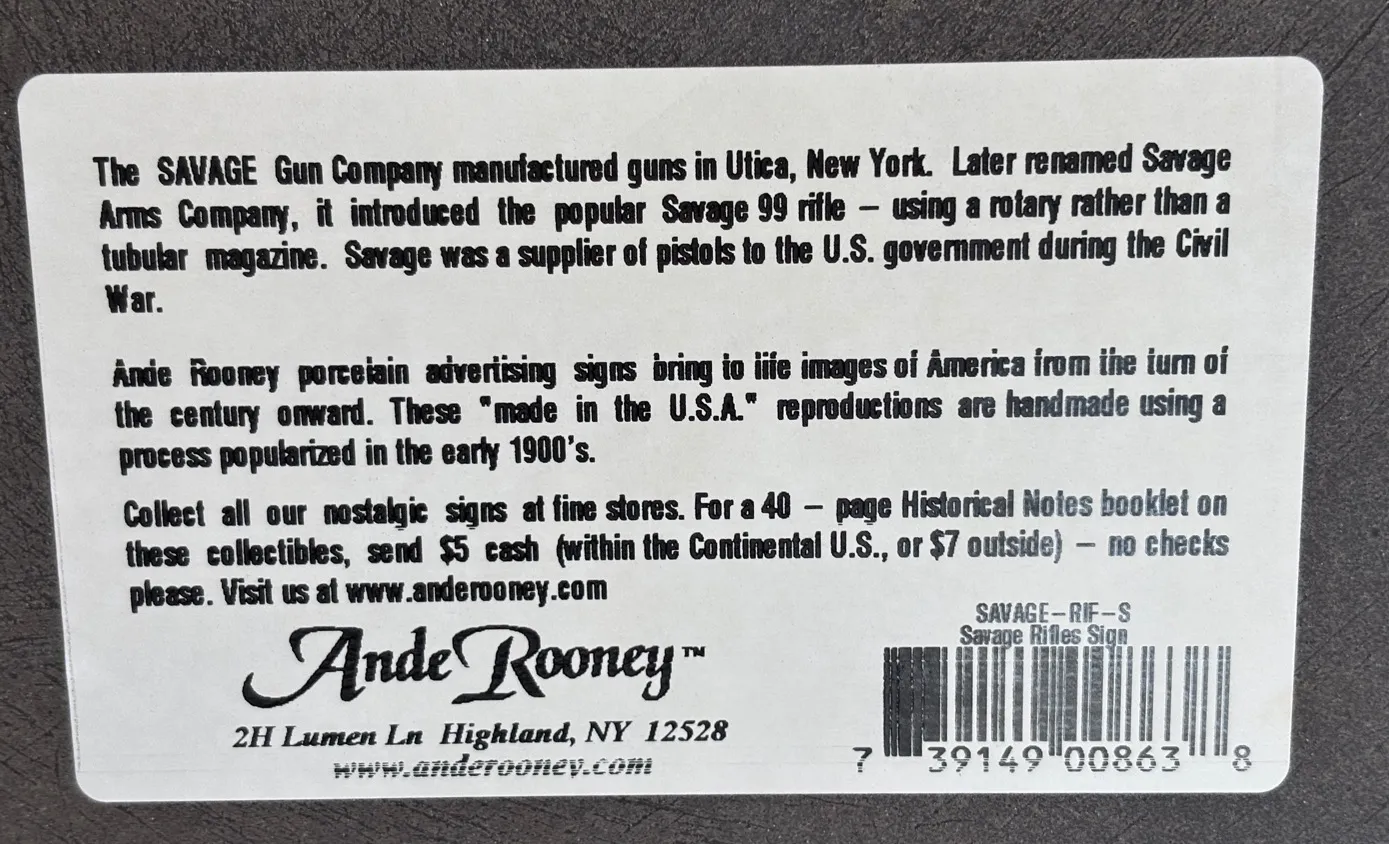 The SAVAGE Gun Company manufactured guns in Utica, New York. Later renamed Savage
Arms Company, it introduced the popular Savage 99 rifle – using a rotary rather than a
tubular magazine. Savage was a supplier of pistols to the U.S. government during the Civil
War.
Ande Rooney porcelain advertising signs bring to life images of America from the turn of
the century onward. These "made in the U.S.A." reproductions are handmade using a
process popularized in the early 1900's.
Collect all our nostalgic signs at fine stores. For a 40 – page Historical Notes booklet on
these collectibles, send $5 cash (within the Continental U.S., or $7 outside) – no checks
please. Visit us at www.anderooney.com
Ande Rooney™
2H Lumen Ln Highland, NY 12528
www.anderooney.com
SAVAGE-RIF-S
Savage Rifles Sign
7 39149 00863 8